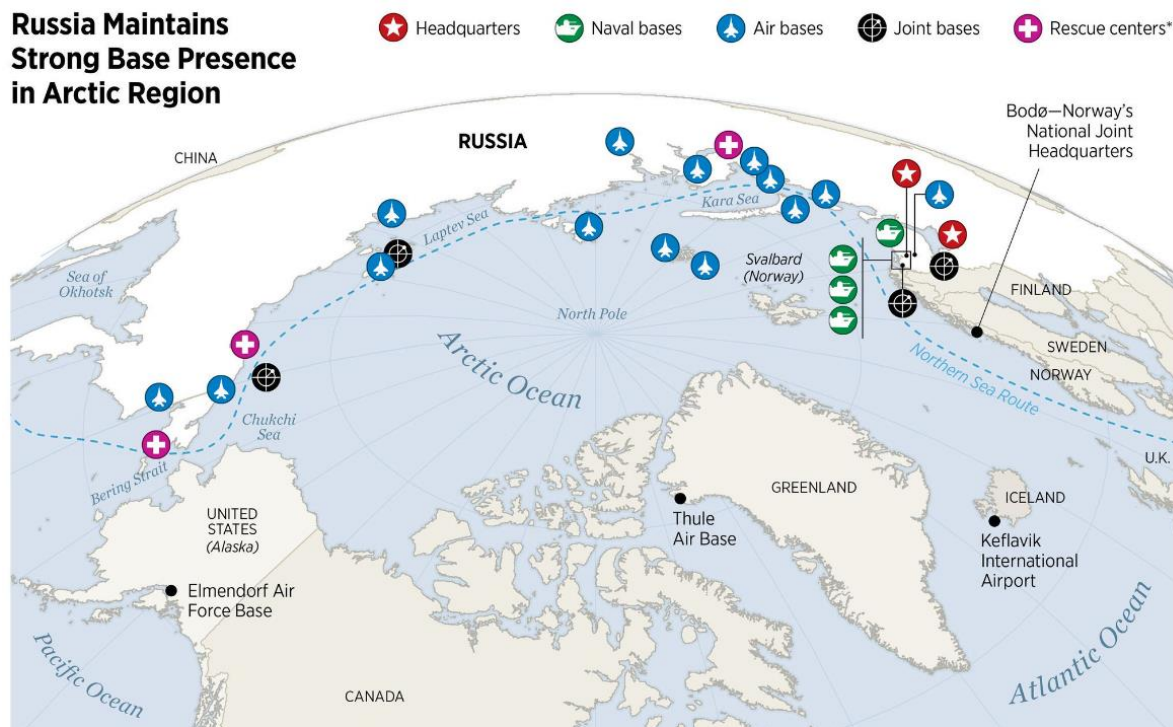 Russia Maintains
Strong Base Presence
in Arctic Region
Headquarters
Naval bases
Air bases
Joint bases
Rescue centers*
Bodø—Norway's
National Joint
Headquarters
RUSSIA
CHINA
Kara Sea
Laptev Sea
Sea of
Okhotsk
Svalbard
(Norway)
FINLAND
North Pole
SWEDEN
NORWAY
Arctic Ocean
Northern Sea Route
Chukchi
Sea
Bering Strait
U.K.
GREENLAND
ICELAND
UNITED
STATES
(Alaska)
Thule
Air Base
Keflavik
International
Airport
Elmendorf Air
Force Base
Pacific Ocean
Atlantic Ocean
CANADA